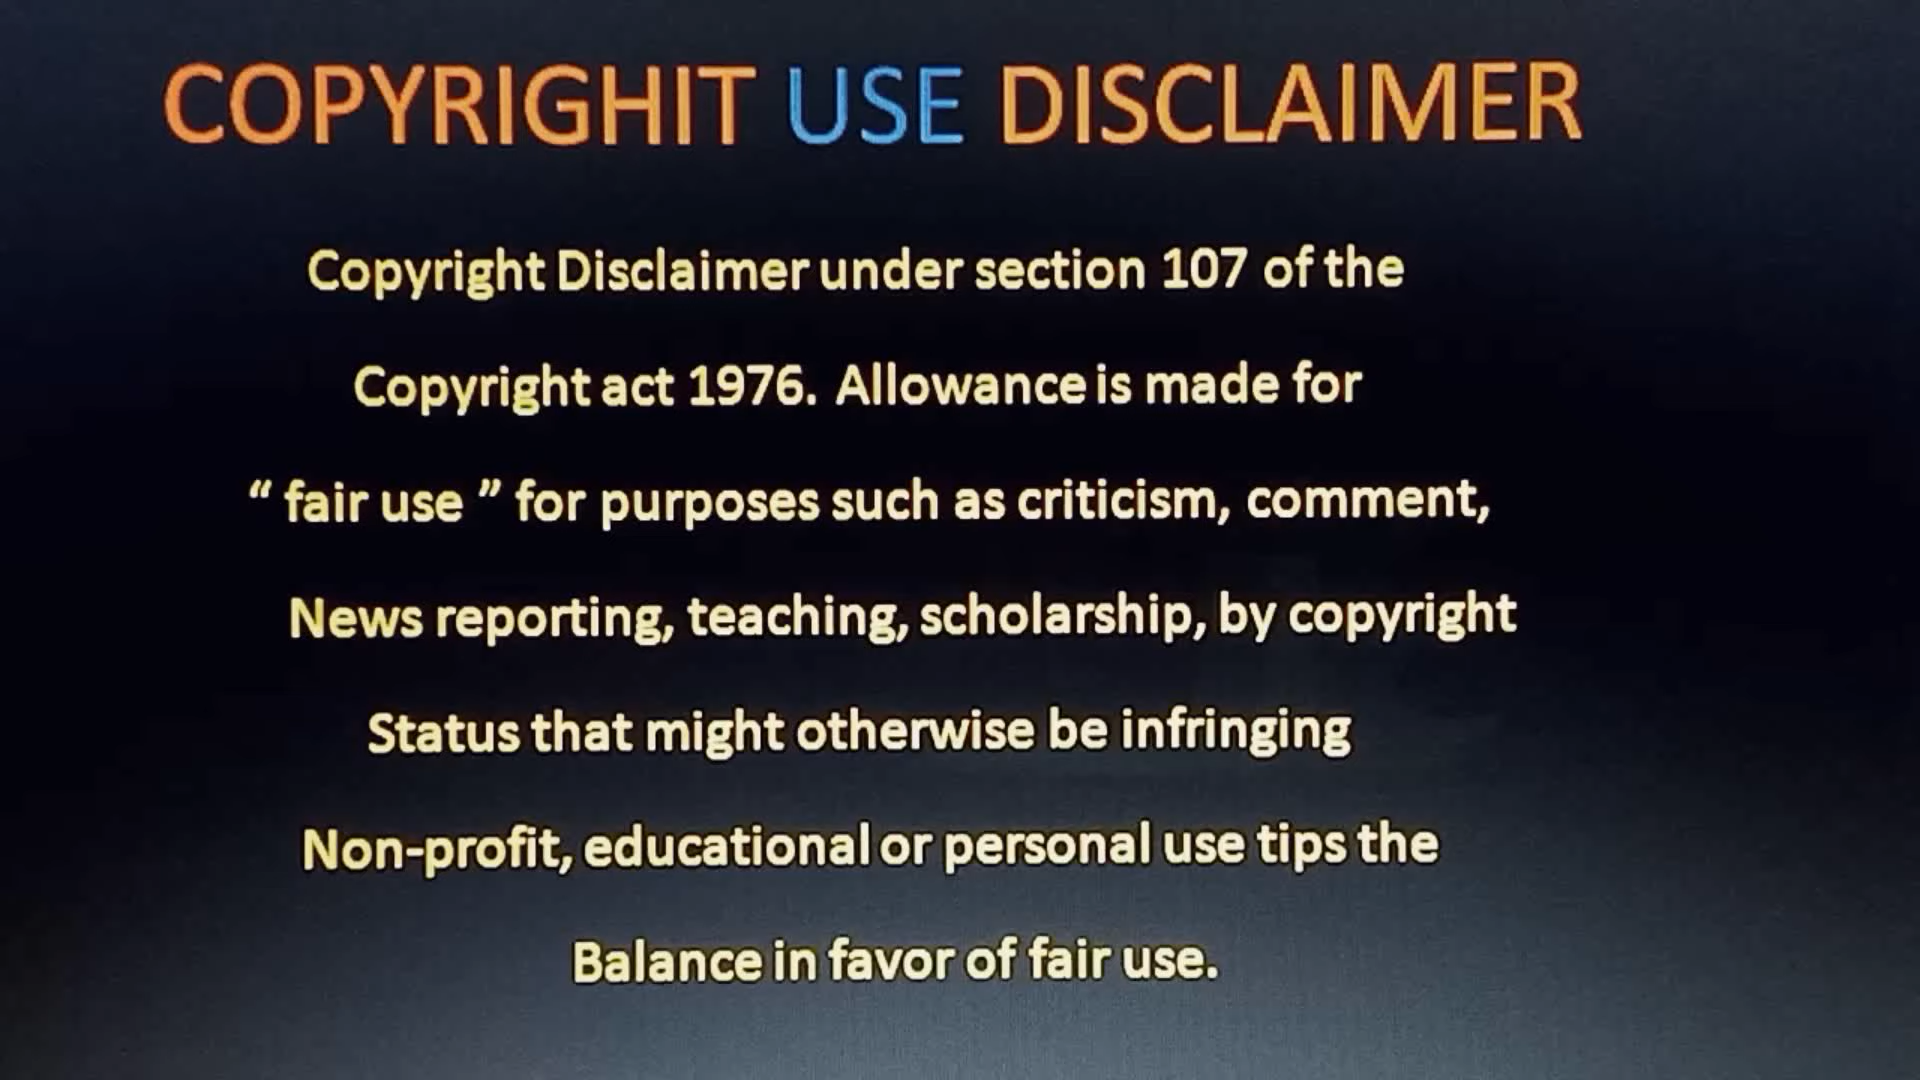 COPYRIGHIT USE DISCLAIMER
Copyright Disclaimer under section 107 of the
Copyright act 1976. Allowance is made for
“ fair use ” for purposes such as criticism, comment,
News reporting, teaching, scholarship, by copyright
Status that might otherwise be infringing
Non-profit, educational or personal use tips the
Balance in favor of fair use.